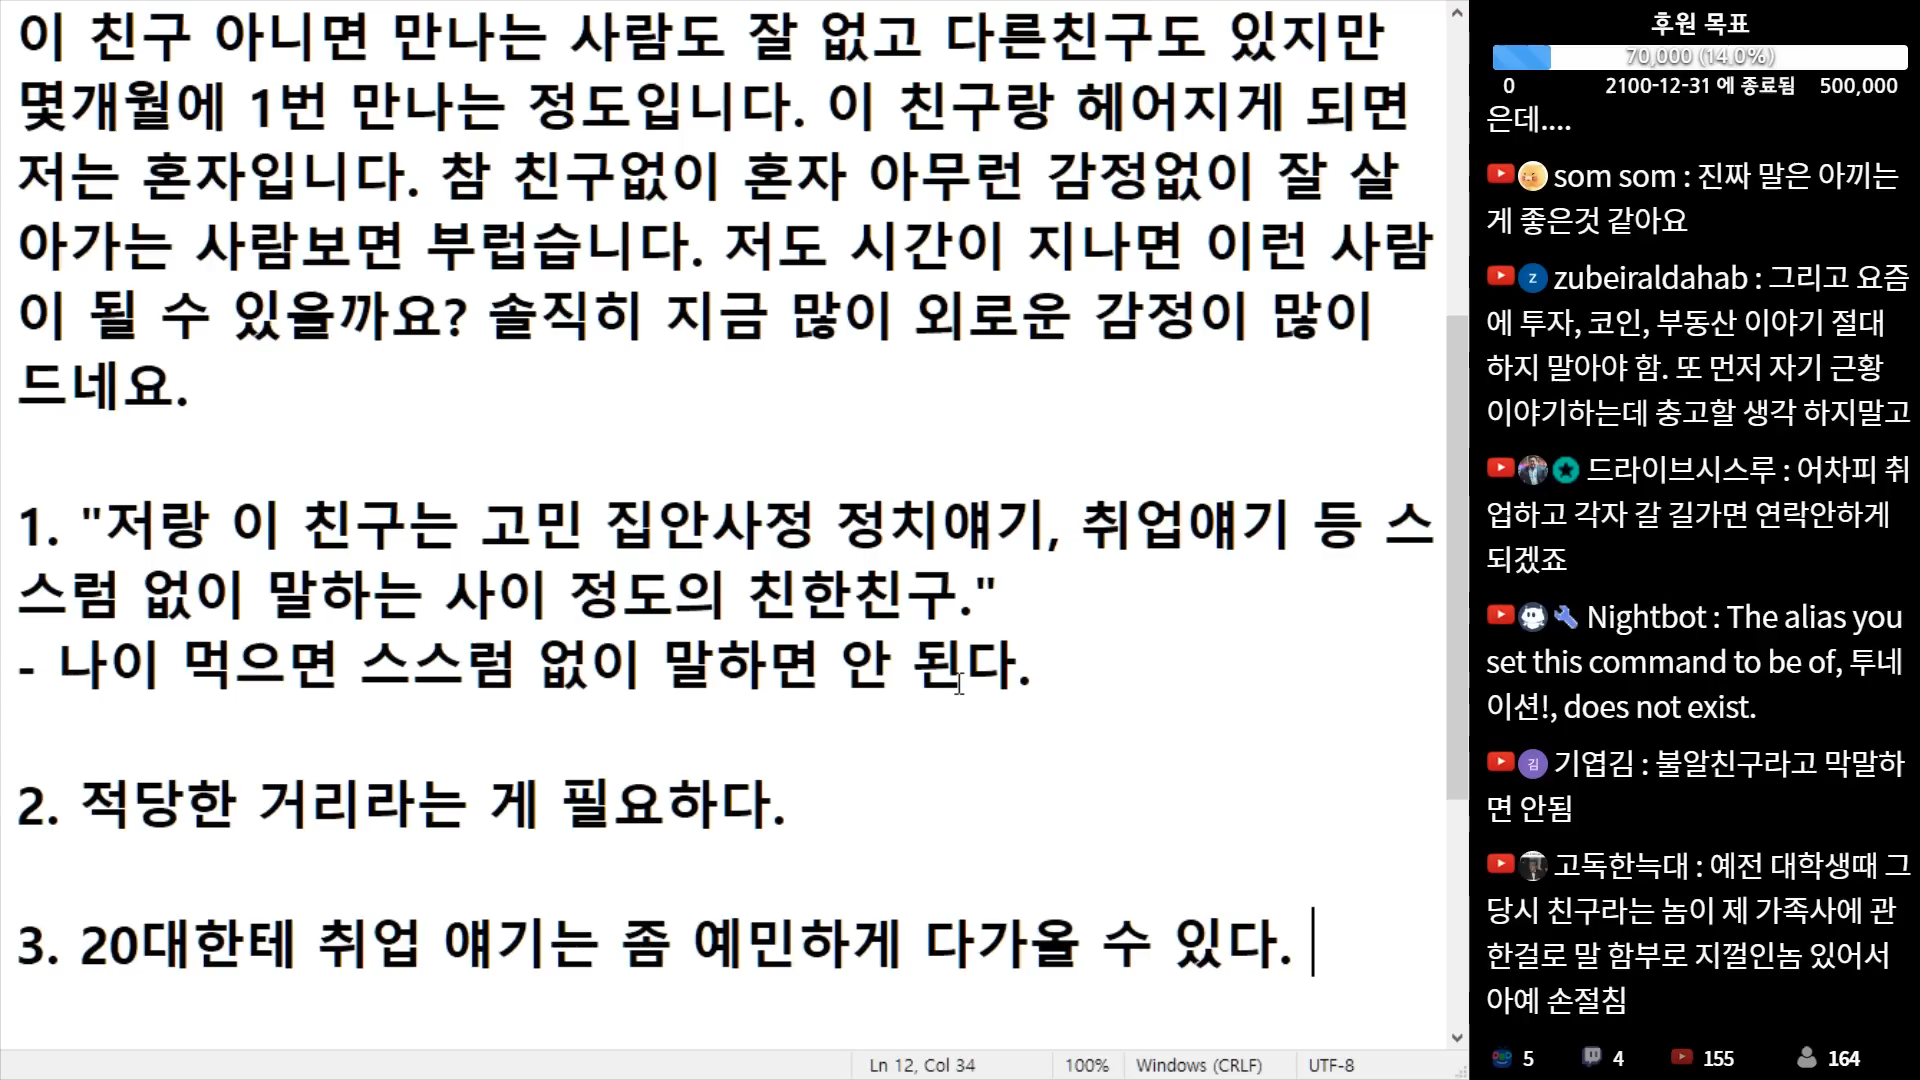 이 친구 아니면 만나는 사람도 잘 없고 다른친구도 있지만
몇개월에 1번 만나는 정도입니다. 이 친구랑 헤어지게 되면
저는 혼자입니다. 참 친구없이 혼자 아무런 감정없이 잘 살
아가는 사람보면 부럽습니다. 저도 시간이 지나면 이런 사람
이 될 수 있을까요? 솔직히 지금 많이 외로운 감정이 많이
드네요.
1. "저랑 이 친구는 고민 집안사정 정치얘기, 취업얘기 등 스
스럼 없이 말하는 사이 정도의 친한친구."
- 나이 먹으면 스스럼 없이 말하면 안 된다.
2. 적당한 거리라는 게 필요하다.
3. 20대한테 취업 얘기는 좀 예민하게 다가올 수 있다.
Ln 12, Col 34
100%
Windows (CRLF)
UTF-8
후원 목표
70,000 (14.0%)
0
2100-12-31 에 종료됨
500,000
은데....
som som : 진짜 말은 아끼는
게 좋은것 같아요
z zubeiraldahab : 그리고 요즘
에 투자, 코인, 부동산 이야기 절대
하지 말아야 함. 또 먼저 자기 근황
이야기하는데 충고할 생각 하지말고
드라이브시스루 : 어차피 취
업하고 각자 갈 길가면 연락안하게
되겠죠
Nightbot : The alias you
set this command to be of, 투네
이션!, does not exist.
김 기엽김 : 불알친구라고 막말하
면 안됨
고독한늑대 : 예전 대학생때 그
당시 친구라는 놈이 제 가족사에 관
한걸로 말 함부로 지껄인놈 있어서
아예 손절침
5
4
155
164